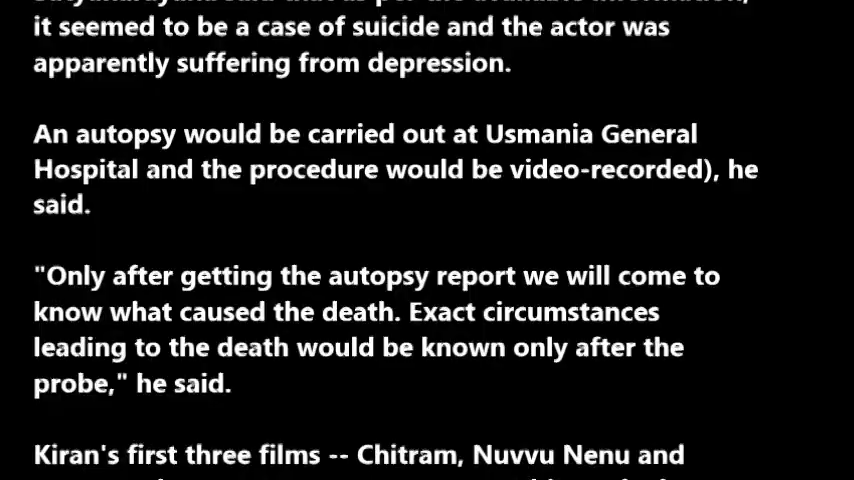 it seemed to be a case of suicide and the actor was
apparently suffering from depression.
An autopsy would be carried out at Usmania General
Hospital and the procedure would be video-recorded), he
said.
"Only after getting the autopsy report we will come to
know what caused the death. Exact circumstances
leading to the death would be known only after the
probe," he said.
Kiran's first three films -- Chitram, Nuvvu Nenu and